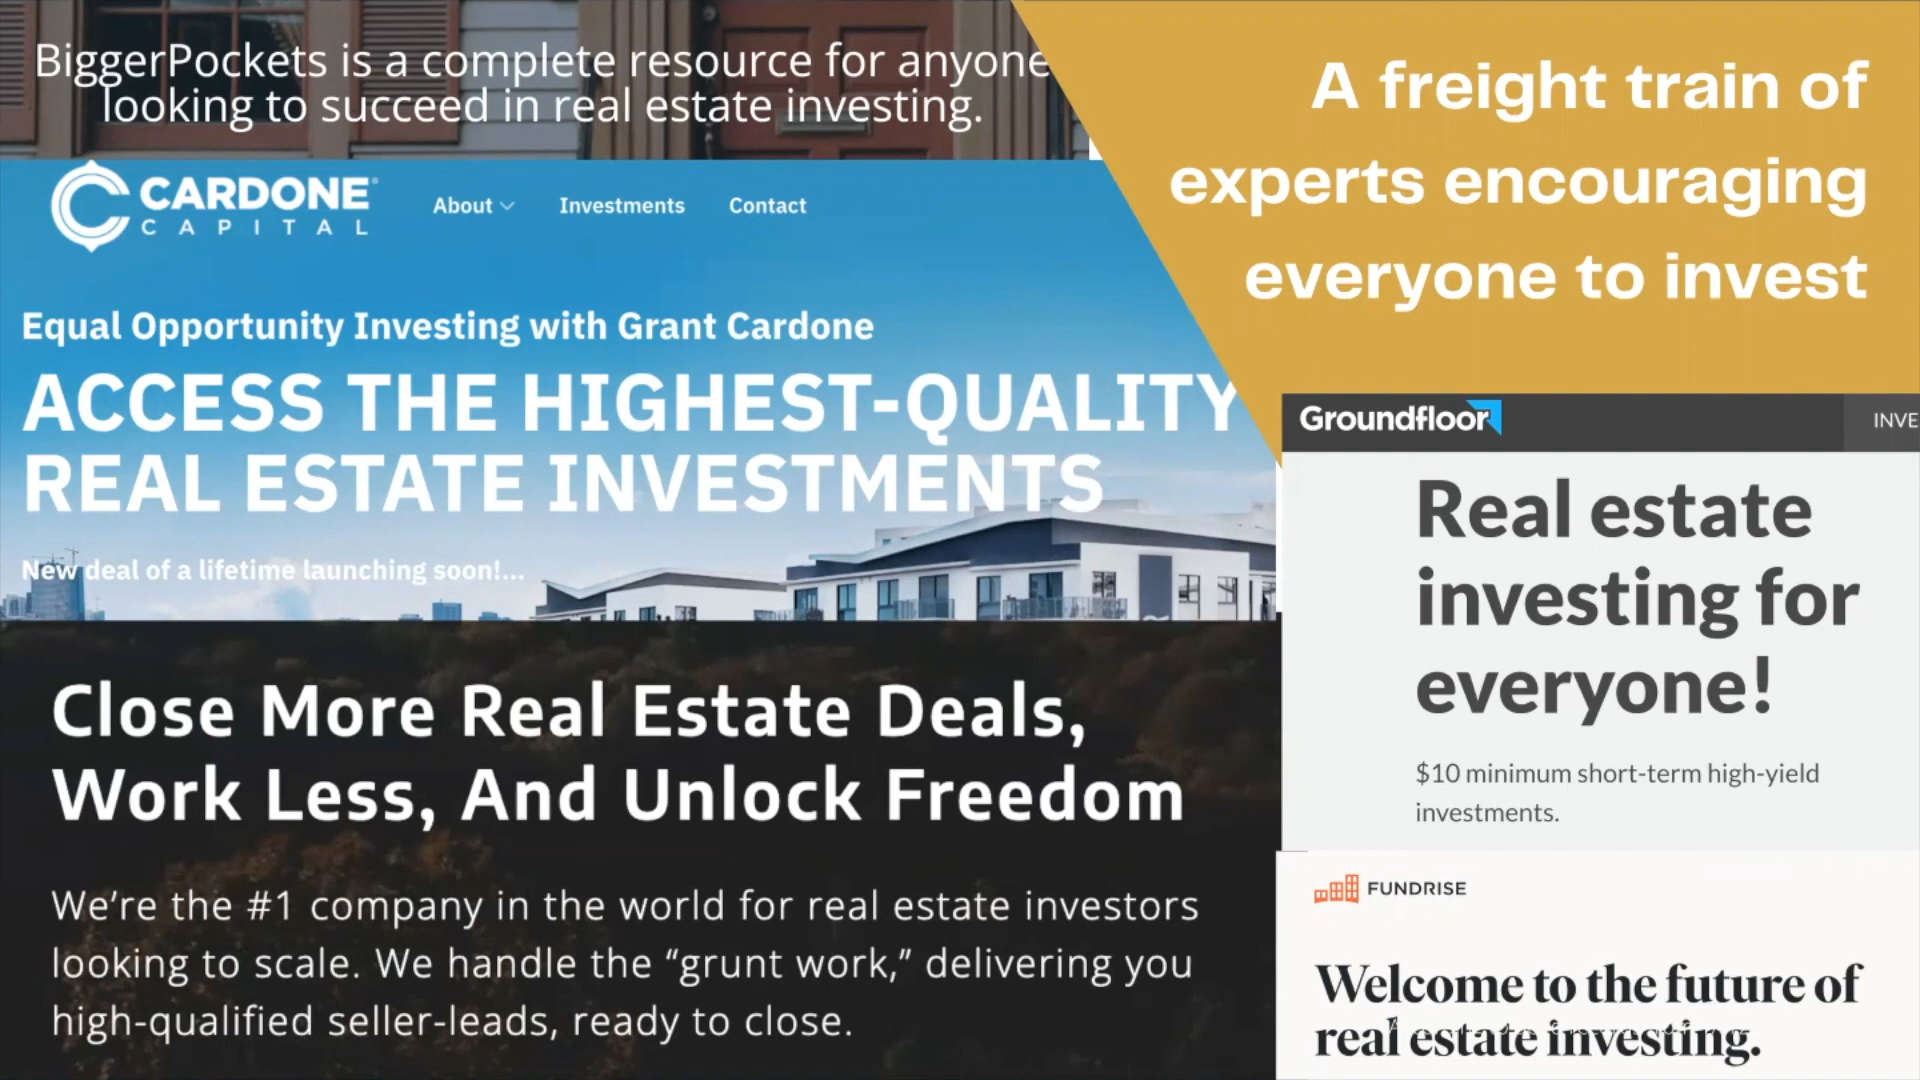 BiggerPockets is a complete resource for anyone
looking to succeed in real estate investing.
A freight train of
experts encouraging
everyone to invest
CARDONE
CAPITAL
About
Investments
Contact
Equal Opportunity Investing with Grant Cardone
ACCESS THE HIGHEST-QUALITY
REAL ESTATE INVESTMENTS
New deal of a lifetime launching soon!...
Close More Real Estate Deals,
Work Less, And Unlock Freedom
We’re the #1 company in the world for real estate investors
looking to scale. We handle the “grunt work,” delivering you
high-qualified seller-leads, ready to close.
Groundfloor
INVE
Real estate
investing for
everyone!
$10 minimum short-term high-yield
investments.
FUNDRISE
Welcome to the future of
real estate investing.